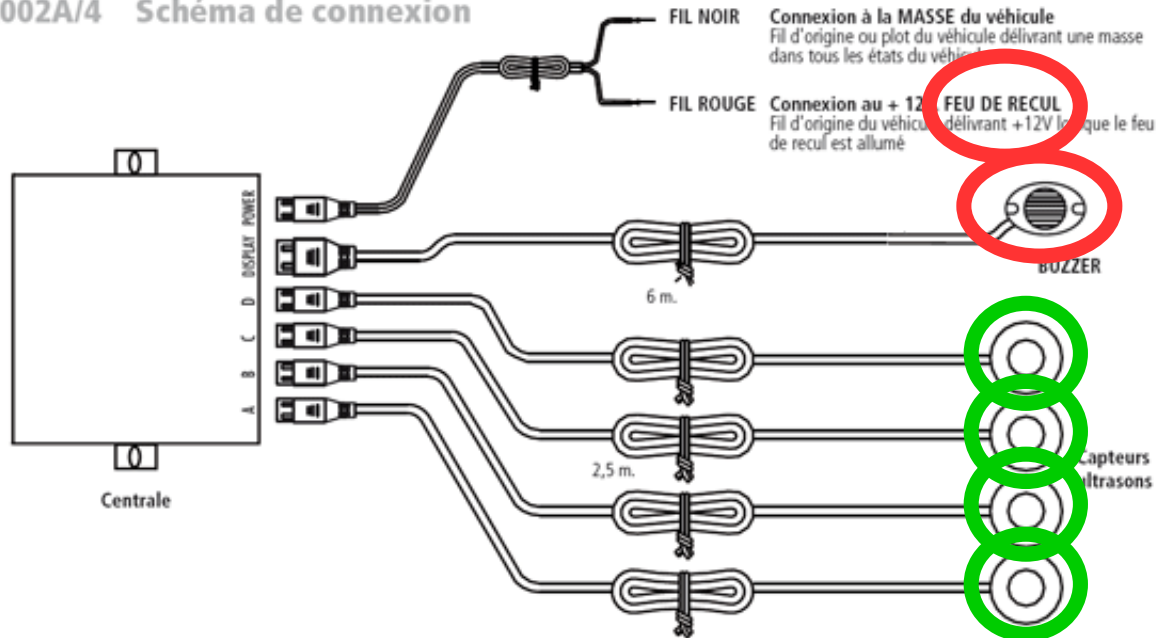 002A/4 Schéma de connexion
FIL NOIR Connexion à la MASSE du véhicule
Fil d'origine ou plot du véhicule délivrant une masse
dans tous les états du
FIL ROUGE Connexion au + 12 FEU DE RECUL
Fil d'origine du délivrant +12V que le feu
de recul est allumé
POWER
DISPLAY
D
C
B
A
BUZZER
6 m.
2,5 m.
Capteurs
ultrasons
Centrale